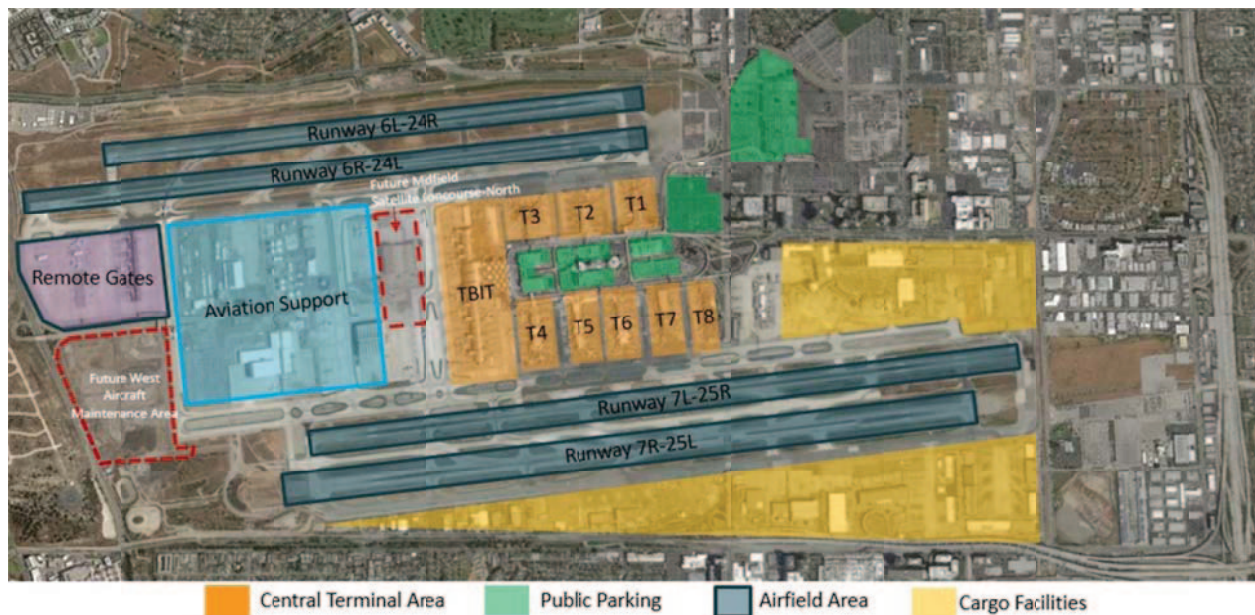 Runway 6L-24R
Runway 6R-24L
Future Midfield
Satellite Concourse-North
T3
T2
T1
Remote Gates
Aviation Support
TBIT
T4
T5
T6
T7
T8
Future West
Aircraft
Maintenance Area
Runway 7L-25R
Runway 7R-25L
Central Terminal Area
Public Parking
Airfield Area
Cargo Facilities